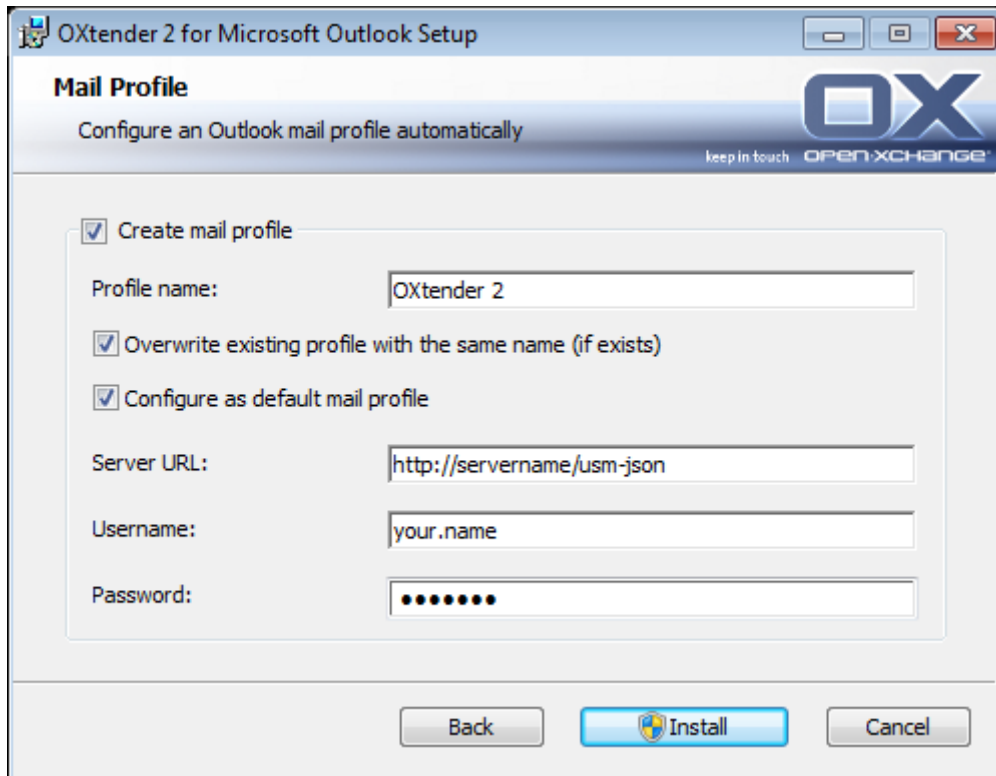 OXtender 2 for Microsoft Outlook Setup
Mail Profile
Configure an Outlook mail profile automatically
OX
keep in touch OPEN-XCHANGE
Create mail profile
Profile name: OXtender 2
Overwrite existing profile with the same name (if exists)
Configure as default mail profile
Server URL: http://servername/usm-json
Username: your.name
Password: •••••••
Back Install Cancel